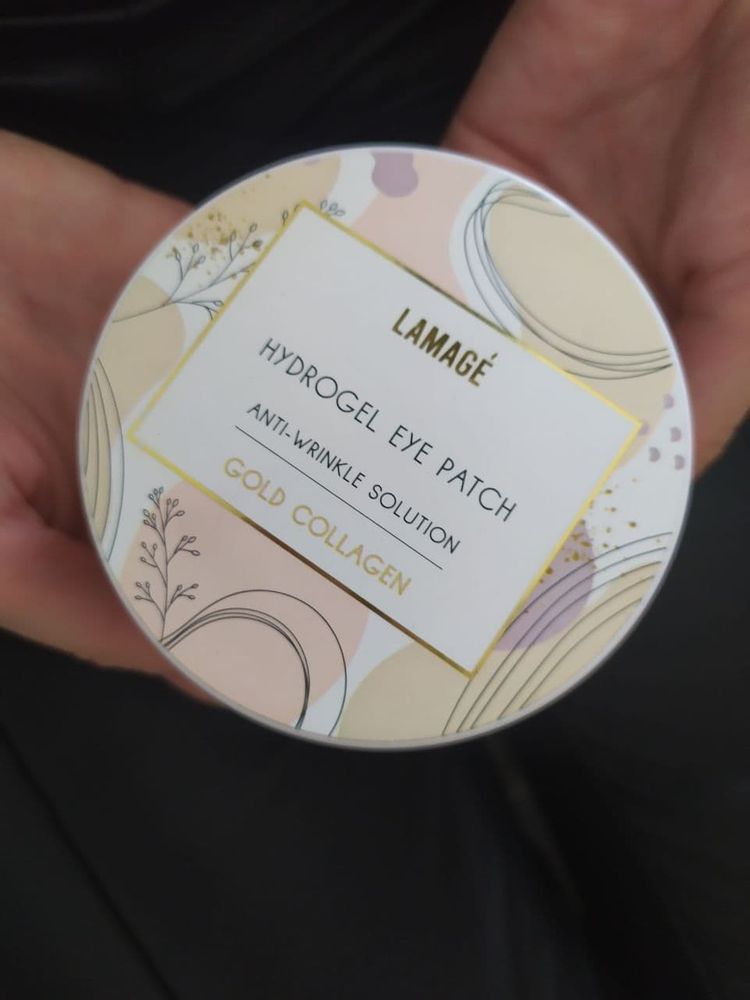 LAMAGÉ
HYDROGEL EYE PATCH
ANTI-WRINKLE SOLUTION
GOLD COLLAGEN